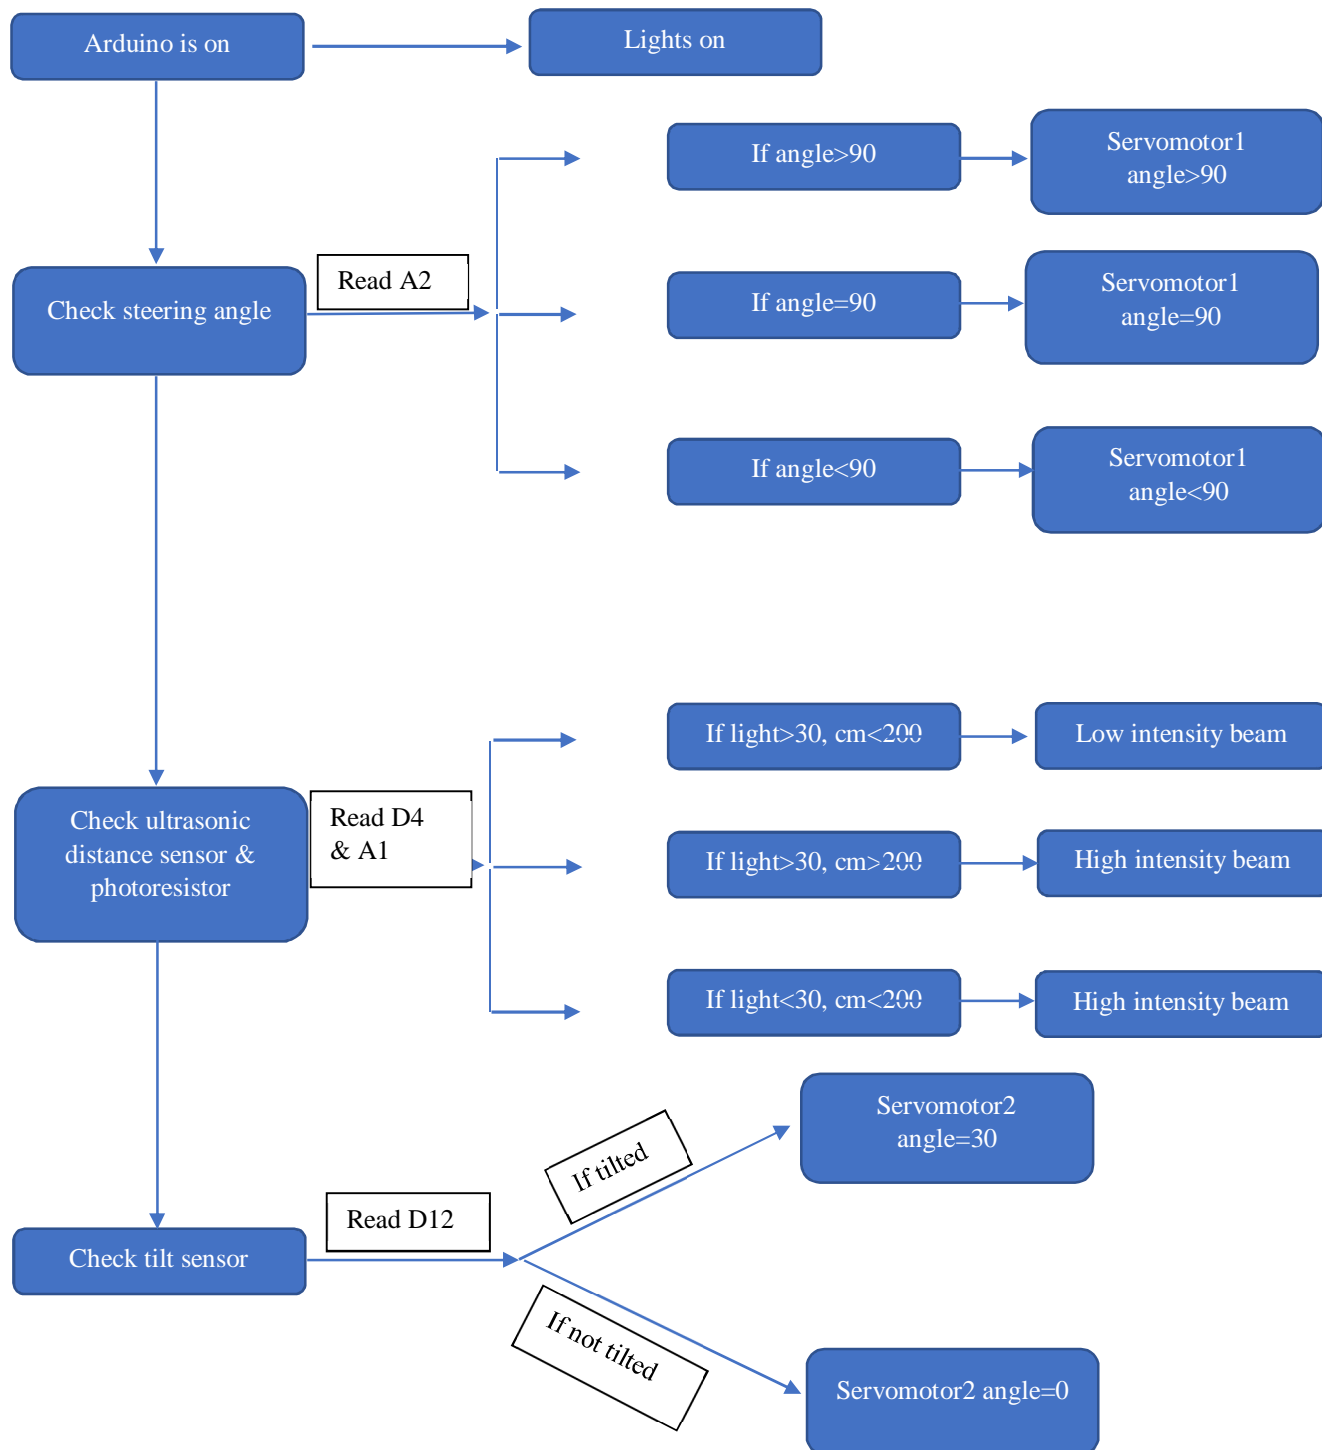 Arduino is on
Lights on
If angle>90
Servomotor1
angle>90
Check steering angle
Read A2
If angle=90
Servomotor1
angle=90
If angle<90
Servomotor1
angle<90
If light>30, cm<200
Low intensity beam
Check ultrasonic
distance sensor &
photoresistor
Read D4
& A1
If light>30, cm>200
High intensity beam
If light<30, cm<200
High intensity beam
Servomotor2
angle=30
If tilted
Read D12
Check tilt sensor
If not tilted
Servomotor2 angle=0